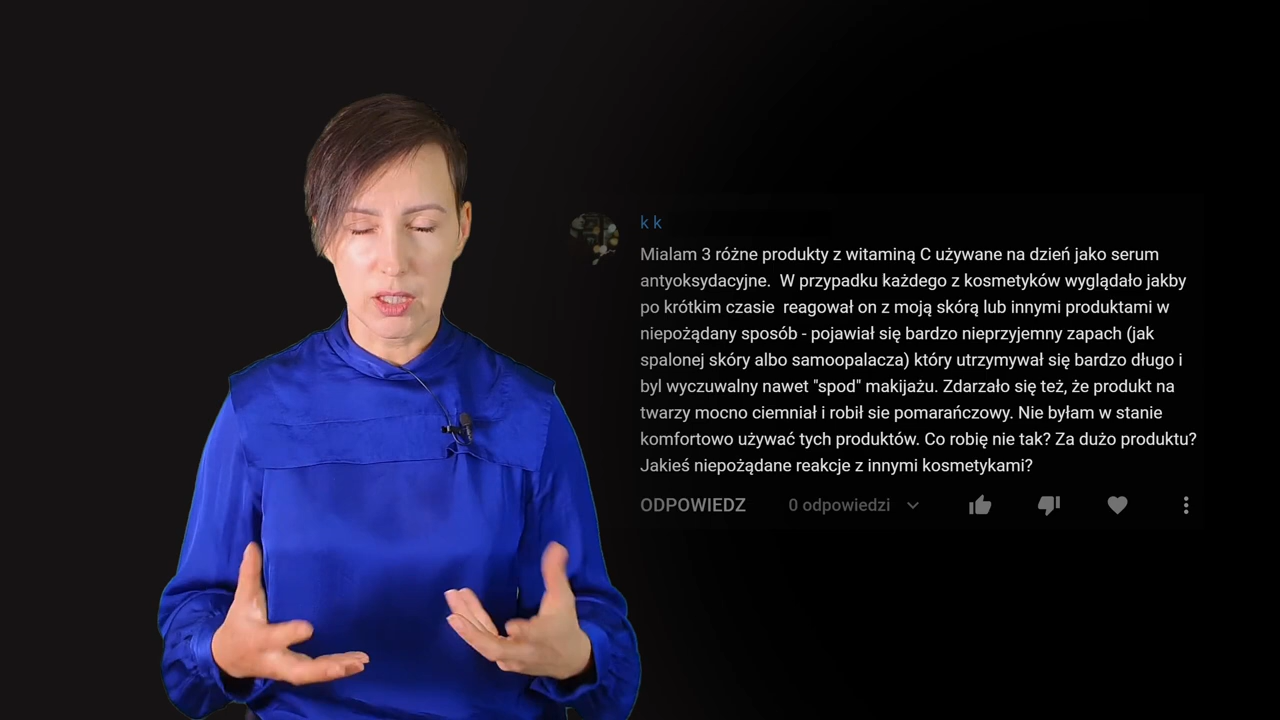 k k
Mialam 3 różne produkty z witaminą C używane na dzień jako serum
antyoksydacyjne.  W przypadku każdego z kosmetyków wyglądało jakby
po krótkim czasie  reagował on z moją skórą lub innymi produktami w
niepożądany sposób - pojawiał się bardzo nieprzyjemny zapach (jak
spalonej skóry albo samoopalacza) który utrzymywał się bardzo długo i
byl wyczuwalny nawet "spod" makijażu. Zdarzało się też, że produkt na
twarzy mocno ciemniał i robił sie pomarańczowy. Nie byłam w stanie
komfortowo używać tych produktów. Co robię nie tak? Za dużo produktu?
Jakieś niepożądane reakcje z innymi kosmetykami?
ODPOWIEDZ 0 odpowiedzi